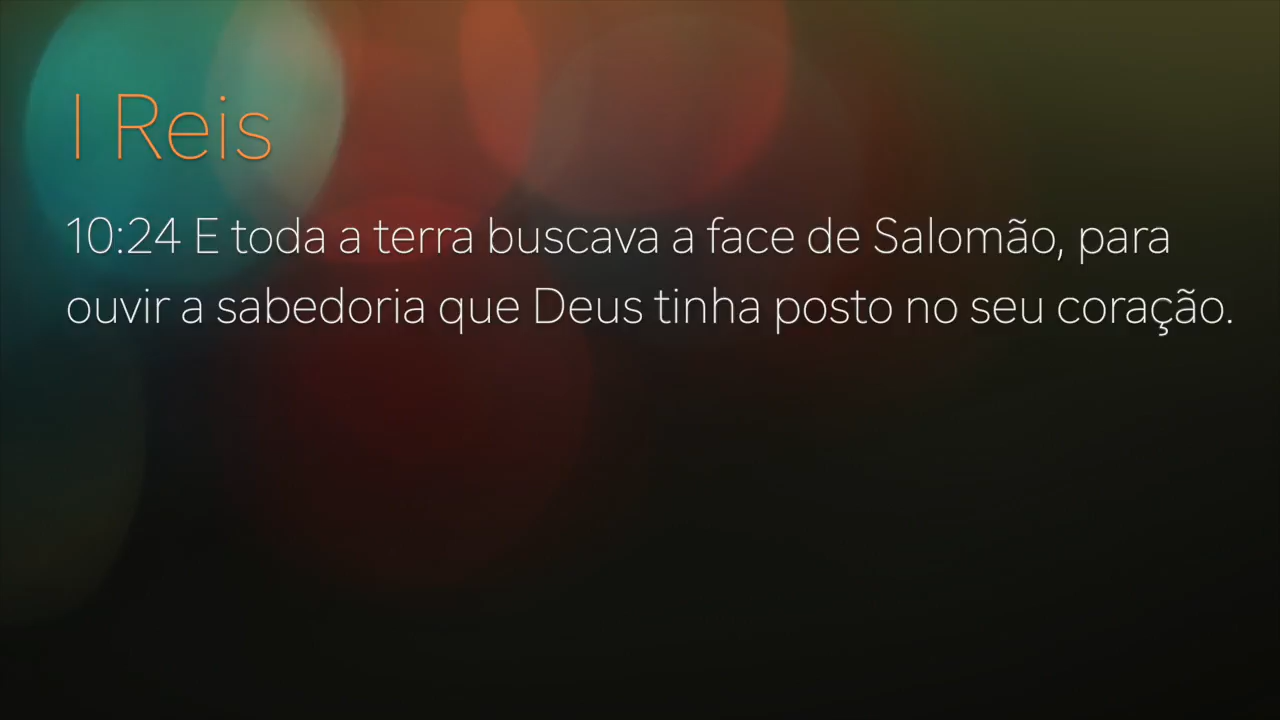 I Reis
10:24 E toda a terra buscava a face de Salomão, para
ouvir a sabedoria que Deus tinha posto no seu coração.